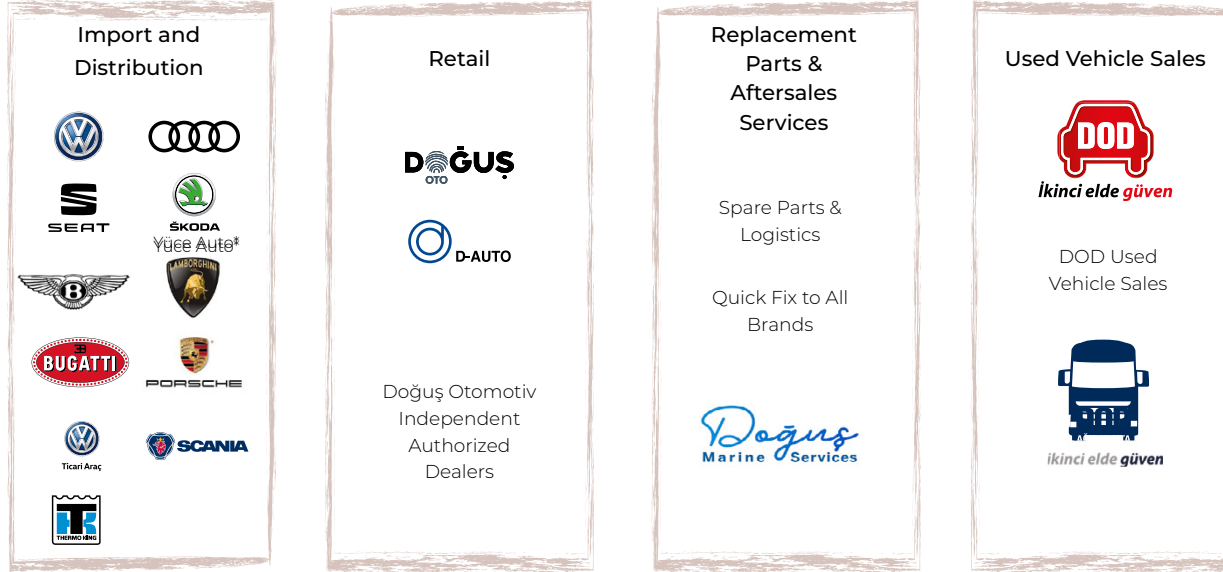 Import and
Distribution
SEAT
ŠKODA
Yüce Auto*
LAMBORGHINI
B
BUGATTI
PORSCHE
Ticari Araç
SCANIA
THERMO KING
Retail
DOĞUŞ
OTO
D-AUTO
Doğuş Otomotiv
Independent
Authorized
Dealers
Replacement
Parts &
Aftersales
Services
Spare Parts &
Logistics
Quick Fix to All
Brands
Doğuş
Marine Services
Used Vehicle Sales
DOD
İkinci elde güven
DOD Used
Vehicle Sales
DOD
ikinci elde güven